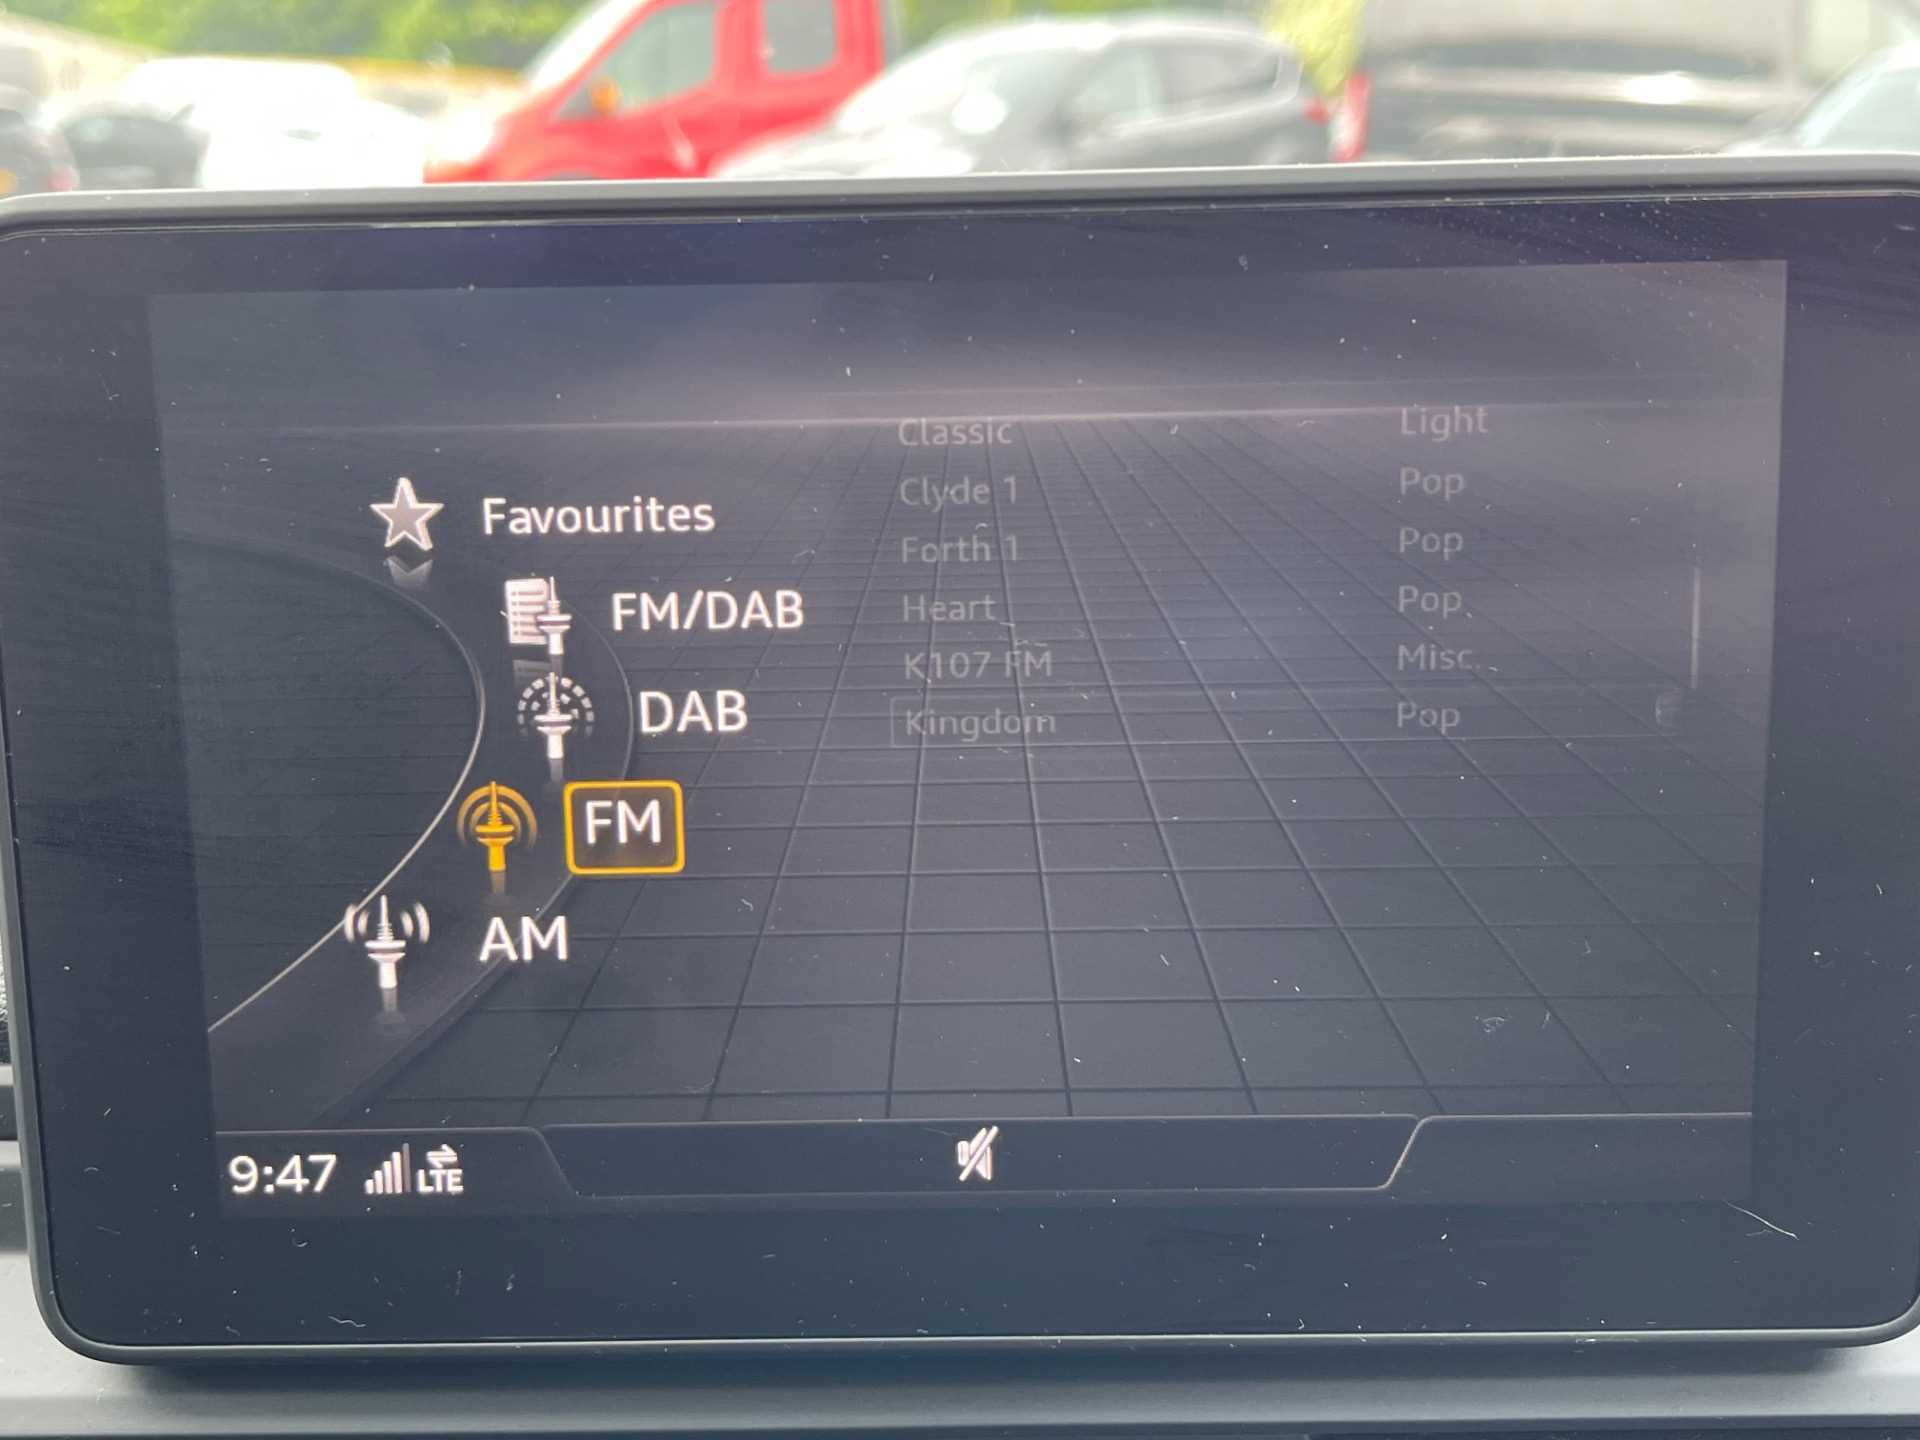 Classic Light
Clyde 1 Pop
Forth 1 Pop
Heart Pop
K107 FM Misc.
Kingdom Pop
Favourites
FM/DAB
DAB
FM
AM
9:47 LTE